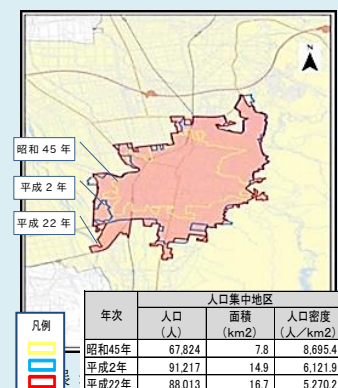 N
昭和 45 年
平成 2 年
平成 22 年
凡例
人口集中地区
年次 人口（人） 面積（km2） 人口密度（人／km2）
昭和45年 67,824 7.8 8,695.4
平成2年 91,217 14.9 6,121.9
平成22年 88,013 16.7 5,270.2